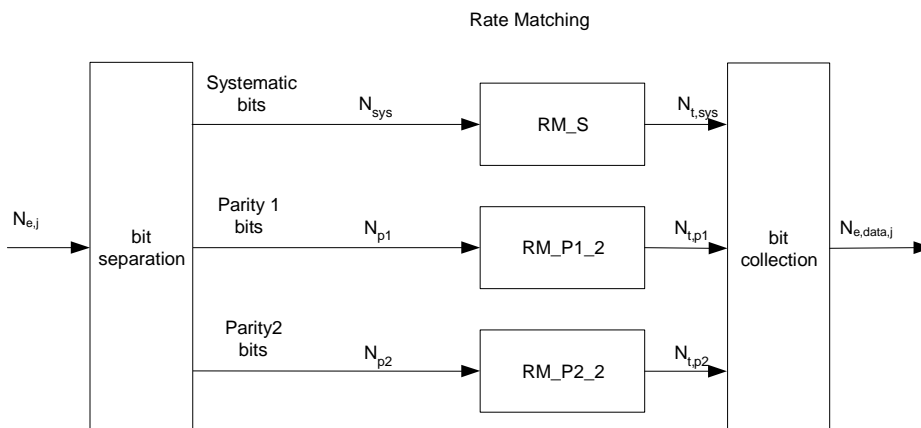 Rate Matching
Systematic
bits
N_sys
RM_S
N_t,sys
N_e,j
bit
separation
Parity 1
bits
N_p1
RM_P1_2
N_t,p1
bit
collection
N_e,data,j
Parity2
bits
N_p2
RM_P2_2
N_t,p2